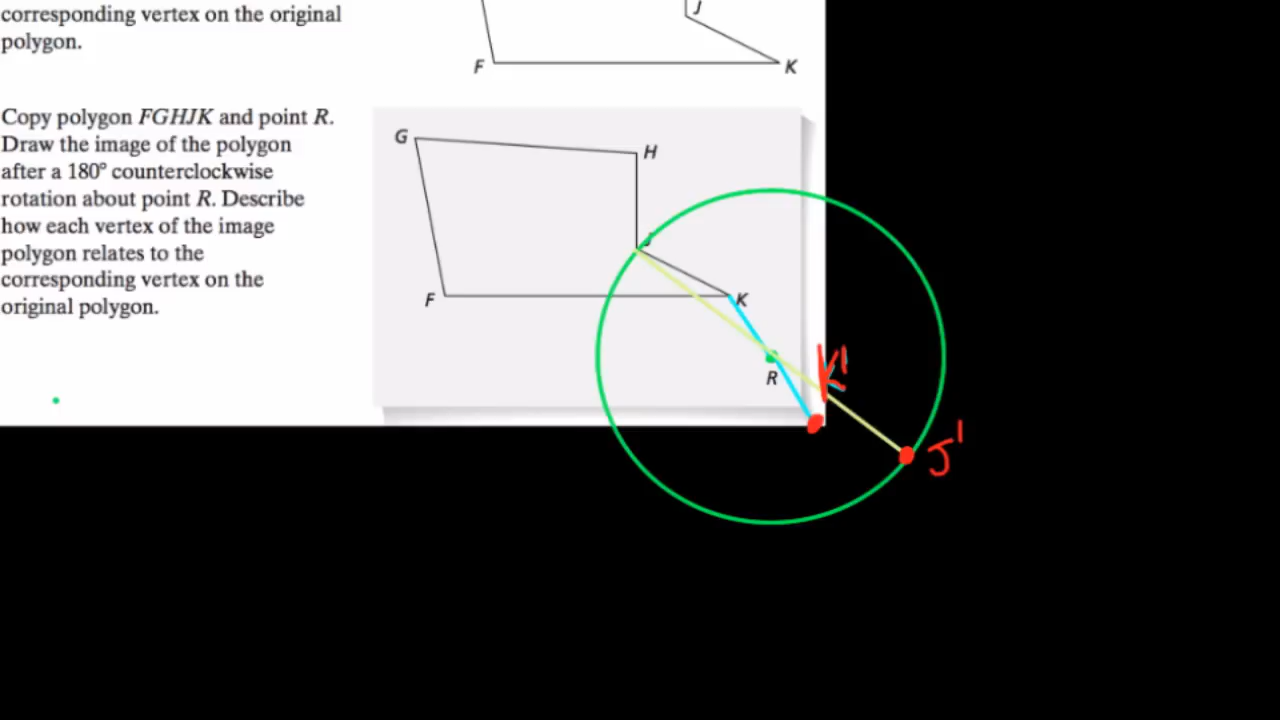 corresponding vertex on the original
polygon.
J
F
K
Copy polygon FGHJK and point R.
Draw the image of the polygon
after a 180° counterclockwise
rotation about point R. Describe
how each vertex of the image
polygon relates to the
corresponding vertex on the
original polygon.
G
H
J
F
K
R
K'
J'